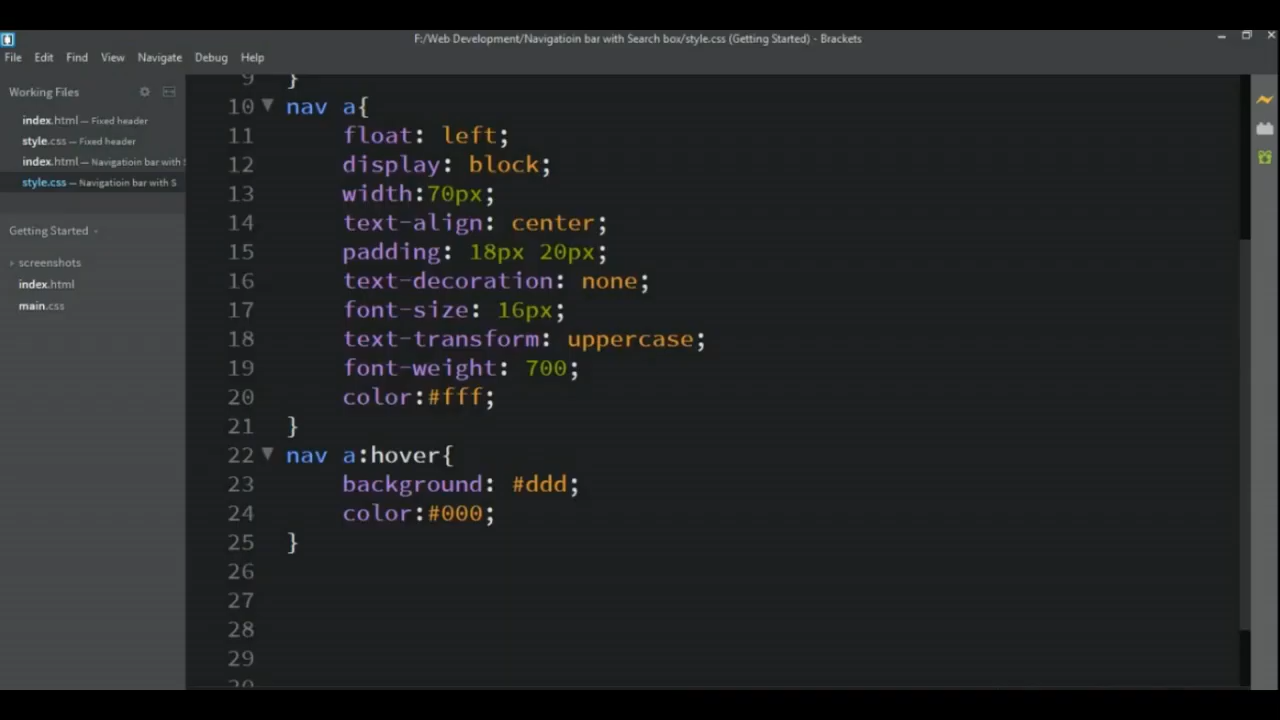 F:/Web Development/Navigatioin bar with Search box/style.css (Getting Started) - Brackets
File Edit Find View Navigate Debug Help
Working Files
index.html — Fixed header
style.css — Fixed header
index.html — Navigatioin bar with S
style.css — Navigatioin bar with S
Getting Started
screenshots
index.html
main.css
9 }
10 nav a{
11 float: left;
12 display: block;
13 width:70px;
14 text-align: center;
15 padding: 18px 20px;
16 text-decoration: none;
17 font-size: 16px;
18 text-transform: uppercase;
19 font-weight: 700;
20 color:#fff;
21 }
22 nav a:hover{
23 background: #ddd;
24 color:#000;
25 }
26
27
28
29